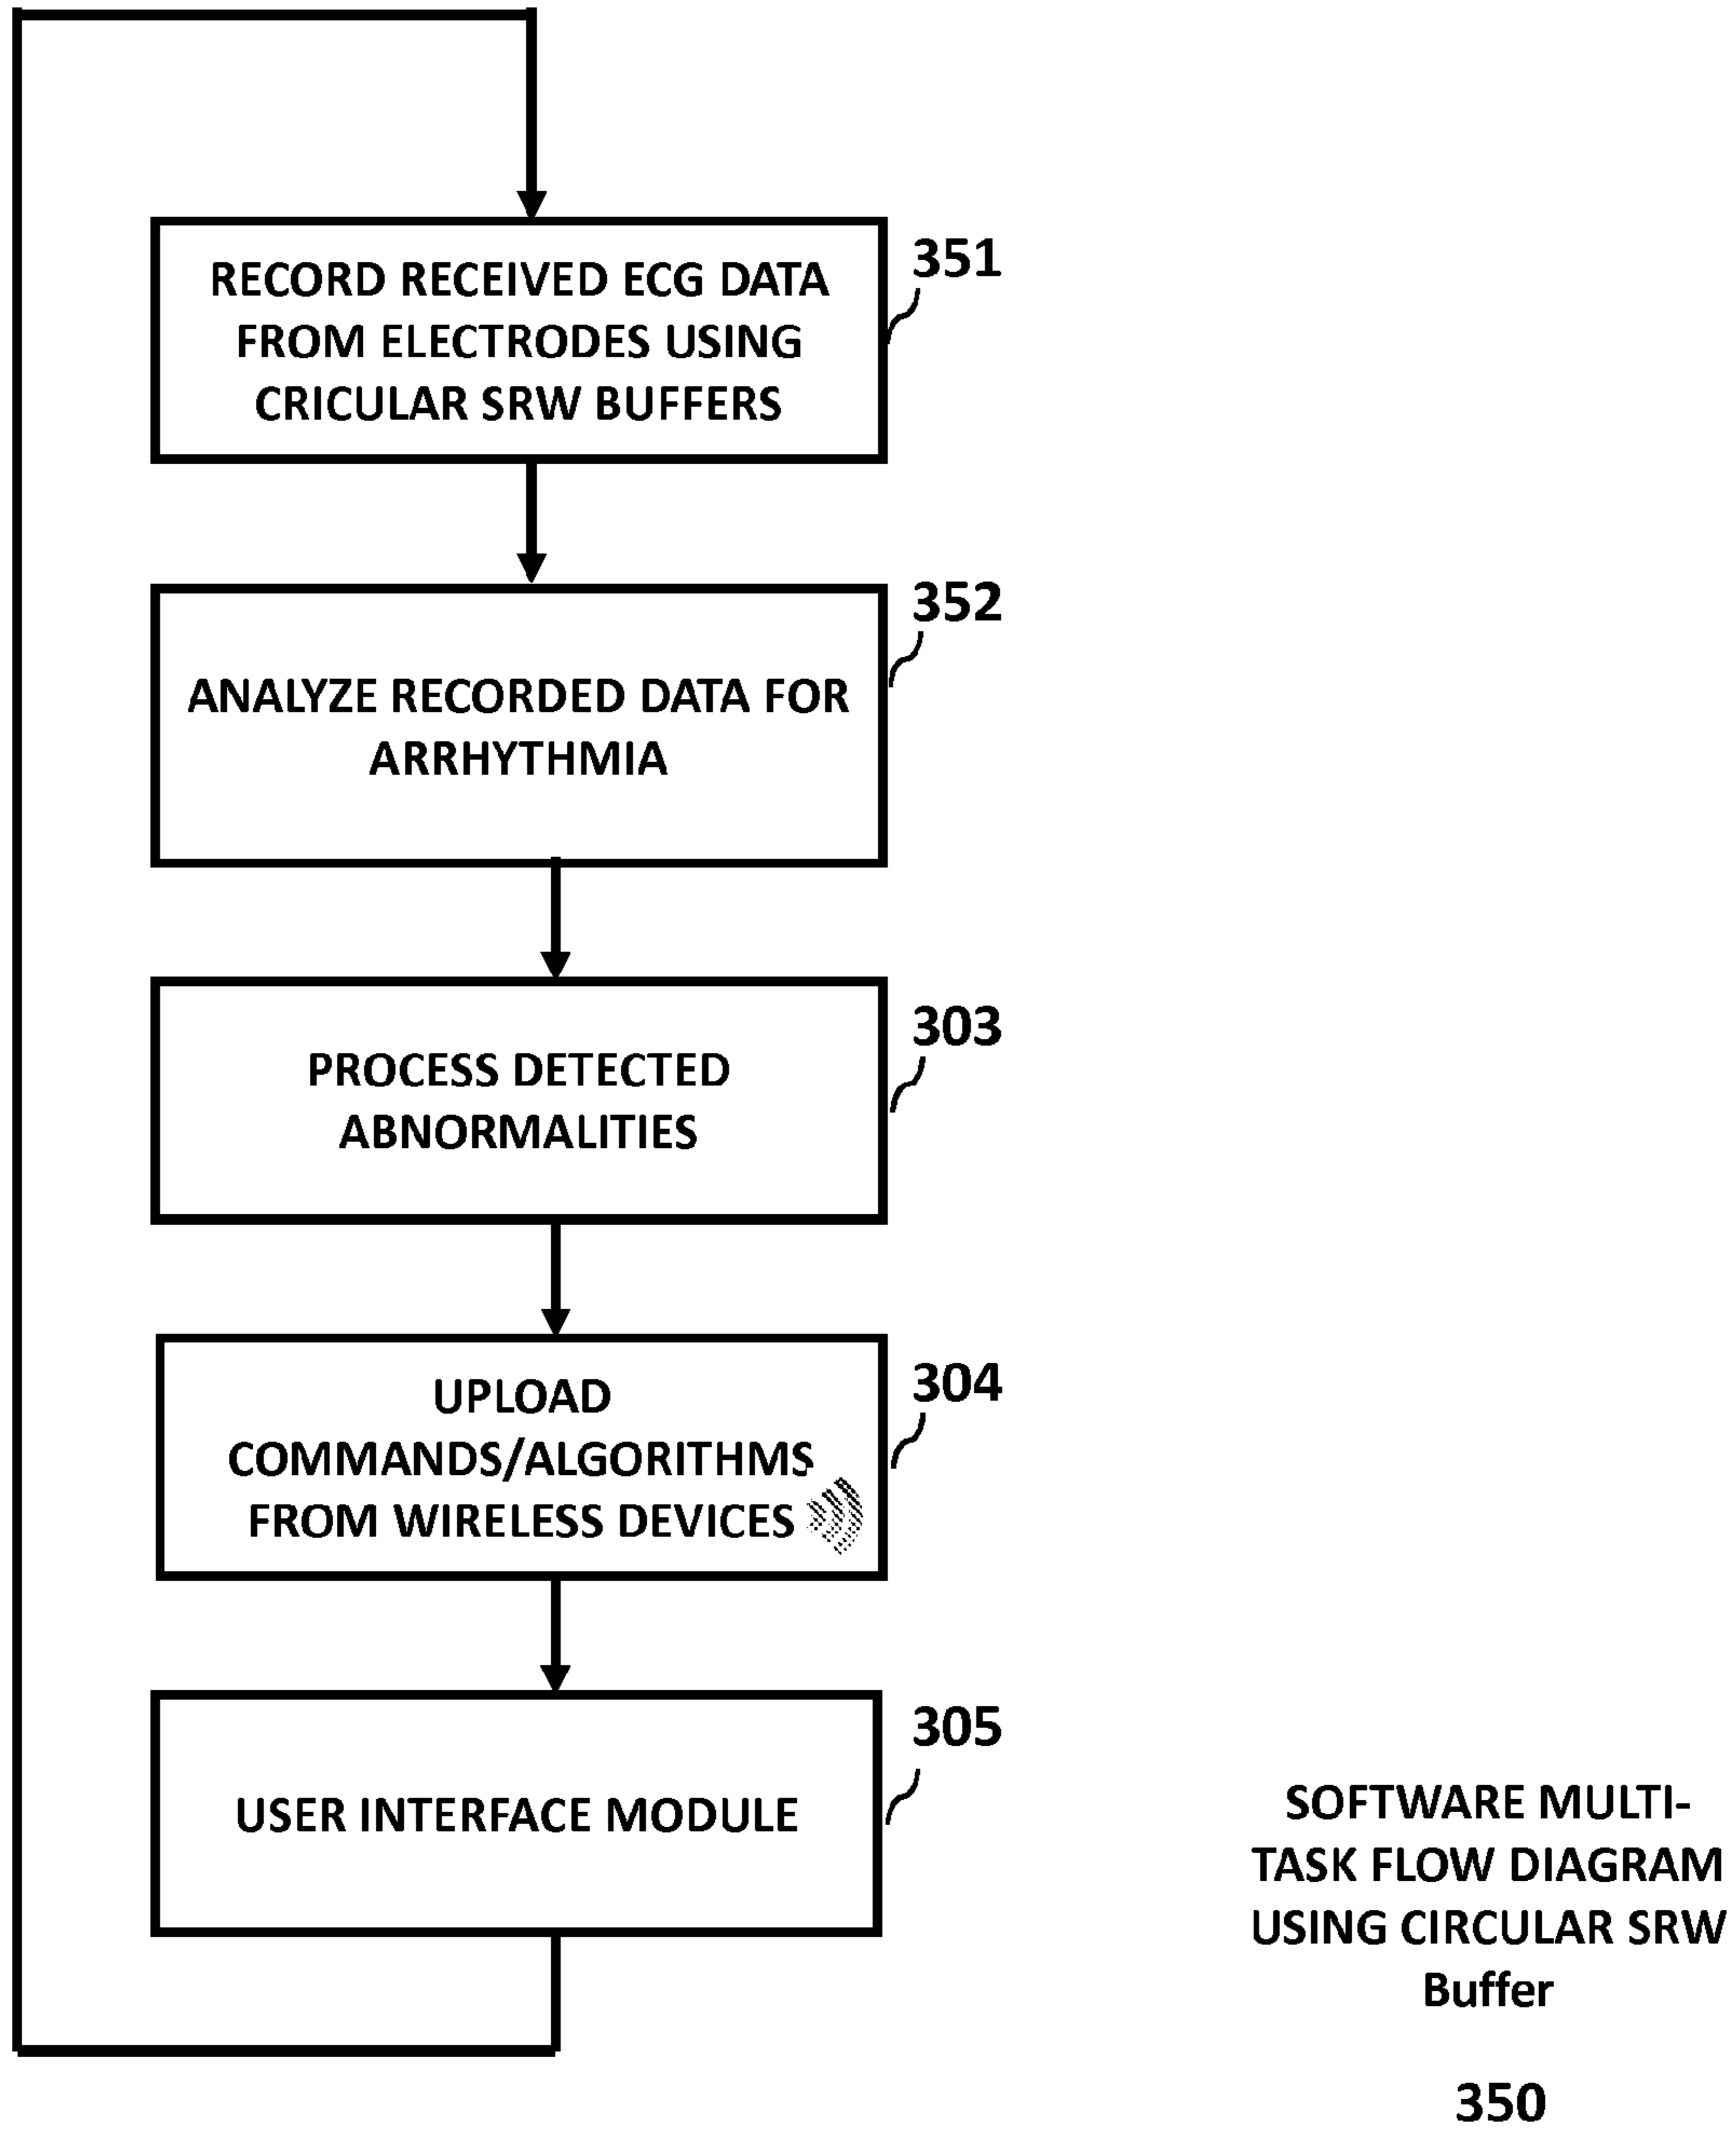 RECORD RECEIVED ECG DATA
FROM ELECTRODES USING
CRICULAR SRW BUFFERS
351
ANALYZE RECORDED DATA FOR
ARRHYTHMIA
352
PROCESS DETECTED
ABNORMALITIES
303
UPLOAD
COMMANDS/ALGORITHMS
FROM WIRELESS DEVICES
304
USER INTERFACE MODULE
305
SOFTWARE MULTI-
TASK FLOW DIAGRAM
USING CIRCULAR SRW
Buffer
350